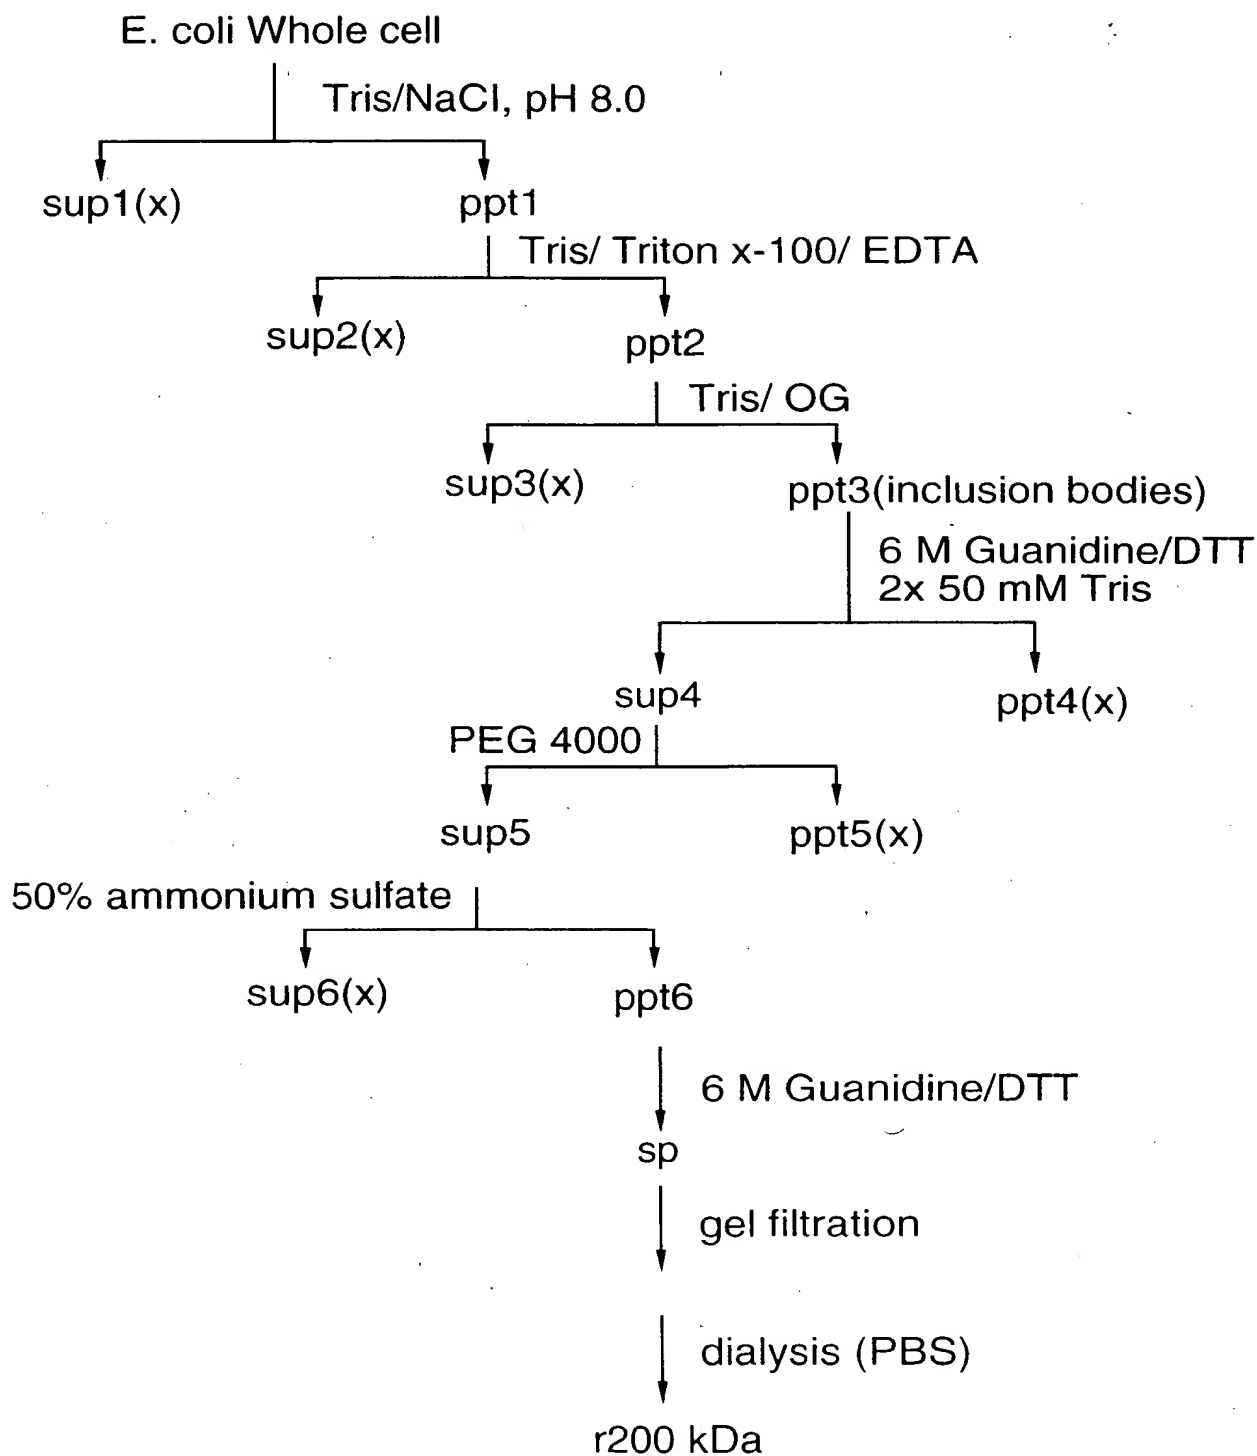 E. coli Whole cell
Tris/NaCl, pH 8.0
sup1(x)
ppt1
Tris/ Triton x-100/ EDTA
sup2(x)
ppt2
Tris/ OG
sup3(x)
ppt3(inclusion bodies)
6 M Guanidine/DTT
2x 50 mM Tris
sup4
ppt4(x)
PEG 4000
sup5
ppt5(x)
50% ammonium sulfate
sup6(x)
ppt6
6 M Guanidine/DTT
sp
gel filtration
dialysis (PBS)
r200 kDa